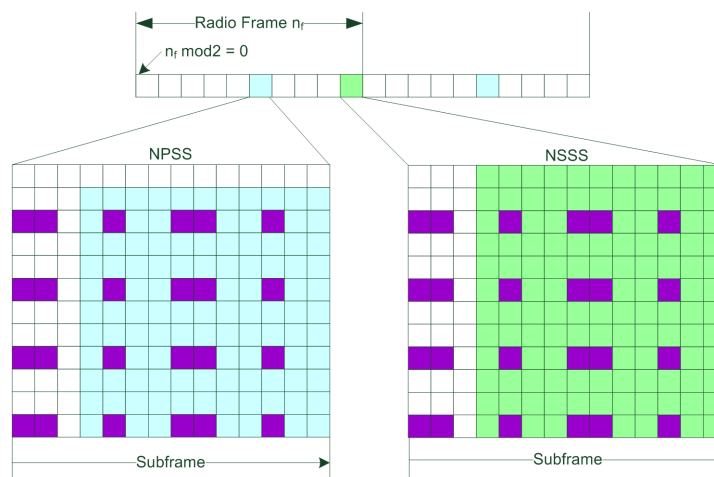 Radio Frame nf
nf mod2 = 0
NPSS
NSSS
Subframe
Subframe